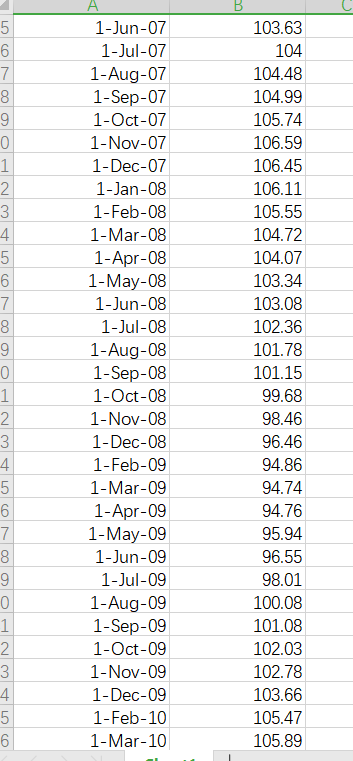 A B C
5 1-Jun-07 103.63
6 1-Jul-07 104
7 1-Aug-07 104.48
8 1-Sep-07 104.99
9 1-Oct-07 105.74
0 1-Nov-07 106.59
1 1-Dec-07 106.45
2 1-Jan-08 106.11
3 1-Feb-08 105.55
4 1-Mar-08 104.72
5 1-Apr-08 104.07
6 1-May-08 103.34
7 1-Jun-08 103.08
8 1-Jul-08 102.36
9 1-Aug-08 101.78
0 1-Sep-08 101.15
1 1-Oct-08 99.68
2 1-Nov-08 98.46
3 1-Dec-08 96.46
4 1-Feb-09 94.86
5 1-Mar-09 94.74
6 1-Apr-09 94.76
7 1-May-09 95.94
8 1-Jun-09 96.55
9 1-Jul-09 98.01
0 1-Aug-09 100.08
1 1-Sep-09 101.08
2 1-Oct-09 102.03
3 1-Nov-09 102.78
4 1-Dec-09 103.66
5 1-Feb-10 105.47
6 1-Mar-10 105.89